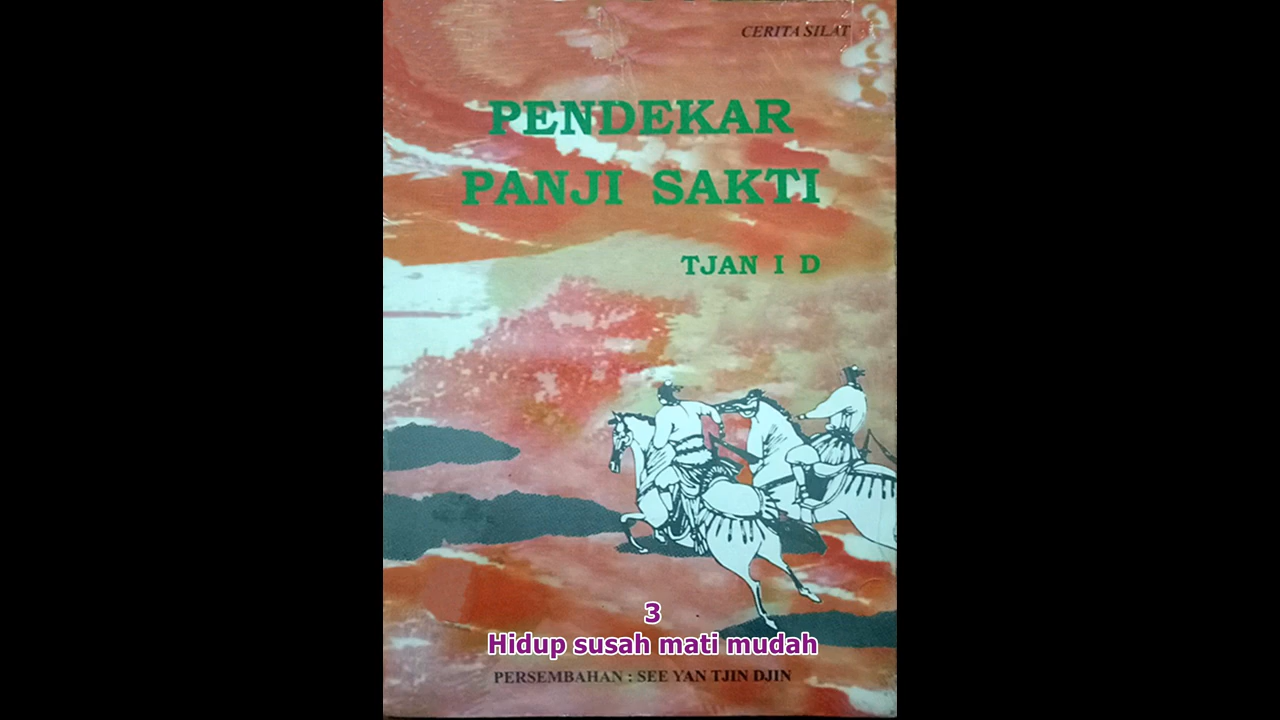 CERITA SILAT
PENDEKAR
PANJI SAKTI
TJAN I D
3
Hidup susah mati mudah
PERSEMBAHAN : SEE YAN TJIN DJIN